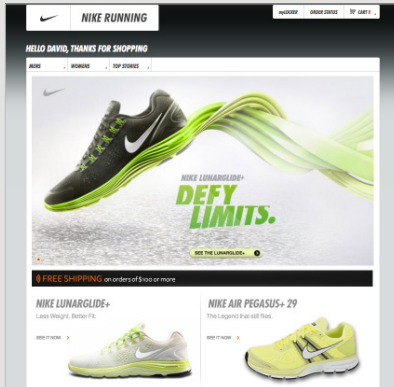 NIKE RUNNING
myLOCKER ORDER STATUS CART
HELLO DAVID, THANKS FOR SHOPPING
MENS WOMENS TOP STORIES
NIKE LUNARGLIDE+
DEFY
LIMITS.
SEE THE LUNARGLIDE+
FREE SHIPPING on orders of $100 or more
NIKE LUNARGLIDE+ NIKE AIR PEGASUS+ 29
Less Weight. Better Fit. The Legend that still flies.
SEE IT NOW SEE IT NOW